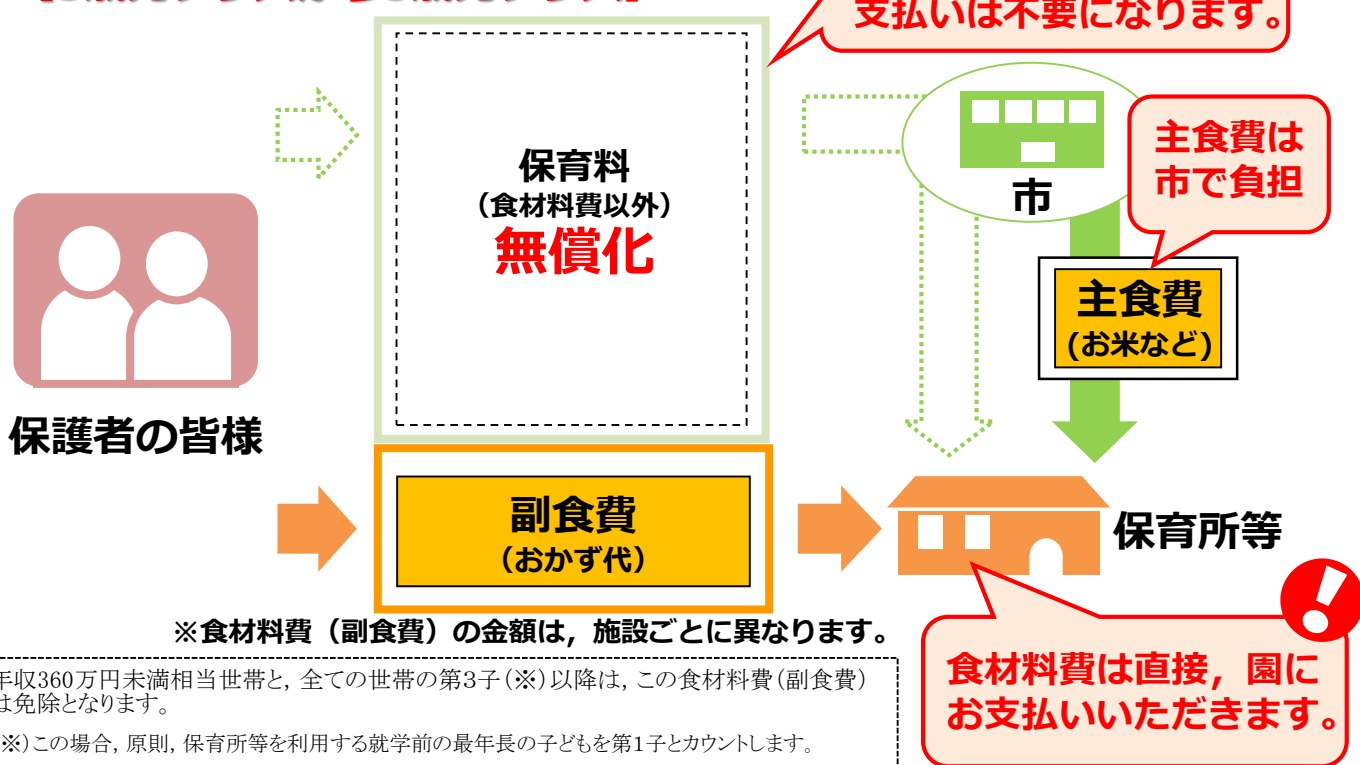 支払いは不要になります。
保育料
（食材料費以外）
無償化
市
主食費は
市で負担
主食費
(お米など)
保護者の皆様
副食費
（おかず代）
保育所等
※食材料費（副食費）の金額は，施設ごとに異なります。
年収360万円未満相当世帯と，全ての世帯の第3子（※）以降は，この食材料費（副食費）
は免除となります。
※）この場合，原則，保育所等を利用する就学前の最年長の子どもを第1子とカウントします。
食材料費は直接，園に
お支払いいただきます。